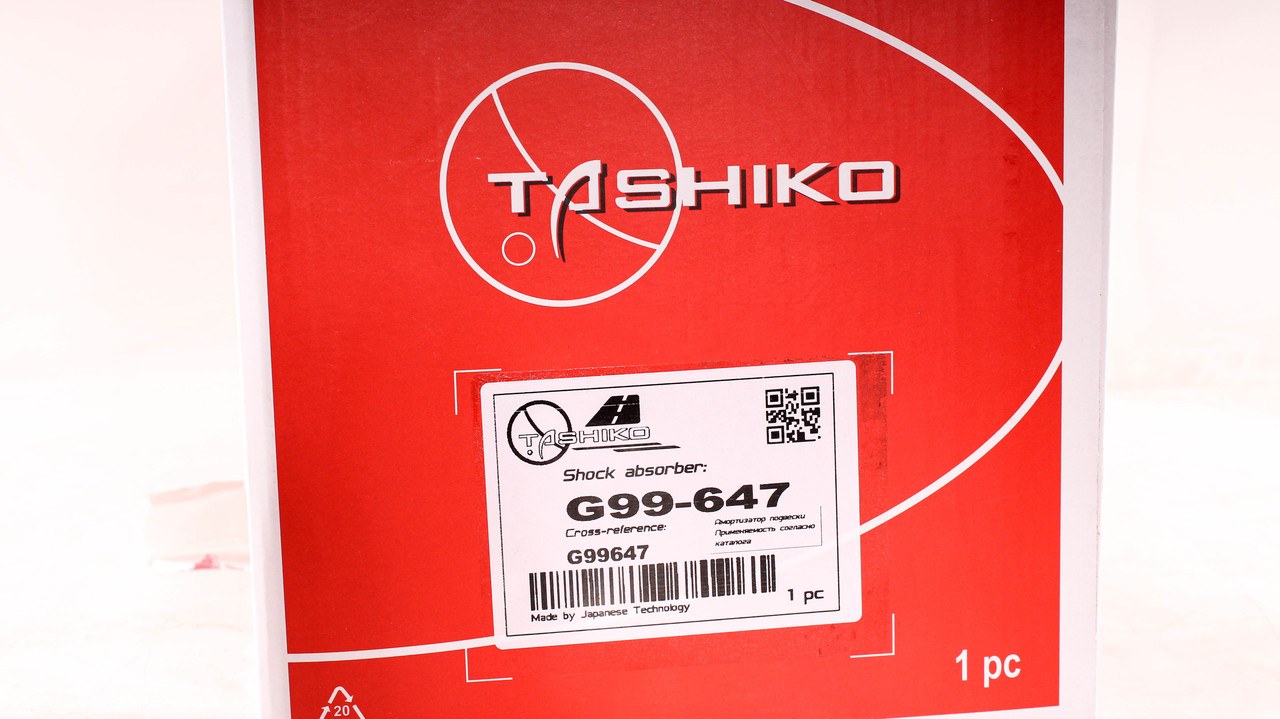 TASHIKO
TASHIKO
Shock absorber:
G99-647
Cross-reference:
Амортизатор подвески
Применяемость согласно
каталога
G99647
1 pc
Made by Japanese Technology
1 pc
20